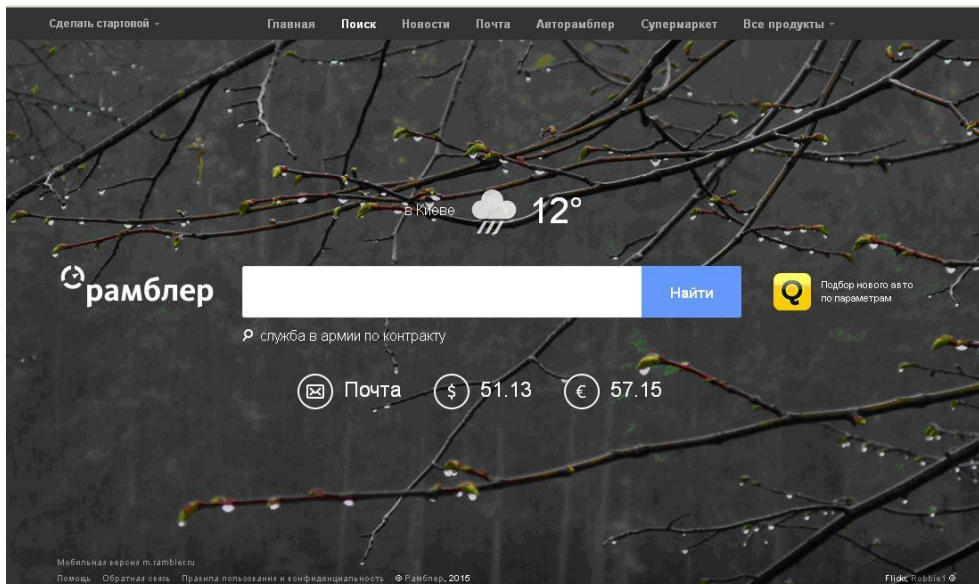 Сделать стартовой Главная Поиск Новости Почта Авторамблер Супермаркет Все продукты
в Киеве 12°
рамблер Найти Подбор нового авто
по параметрам
служба в армии по контракту
Почта $ 51.13 € 57.15
Мобильная версия m.rambler.ru
Помощь Обратная связь Правила пользования и конфиденциальность © Рамблер, 2015 Flickr, Robbie1 ©